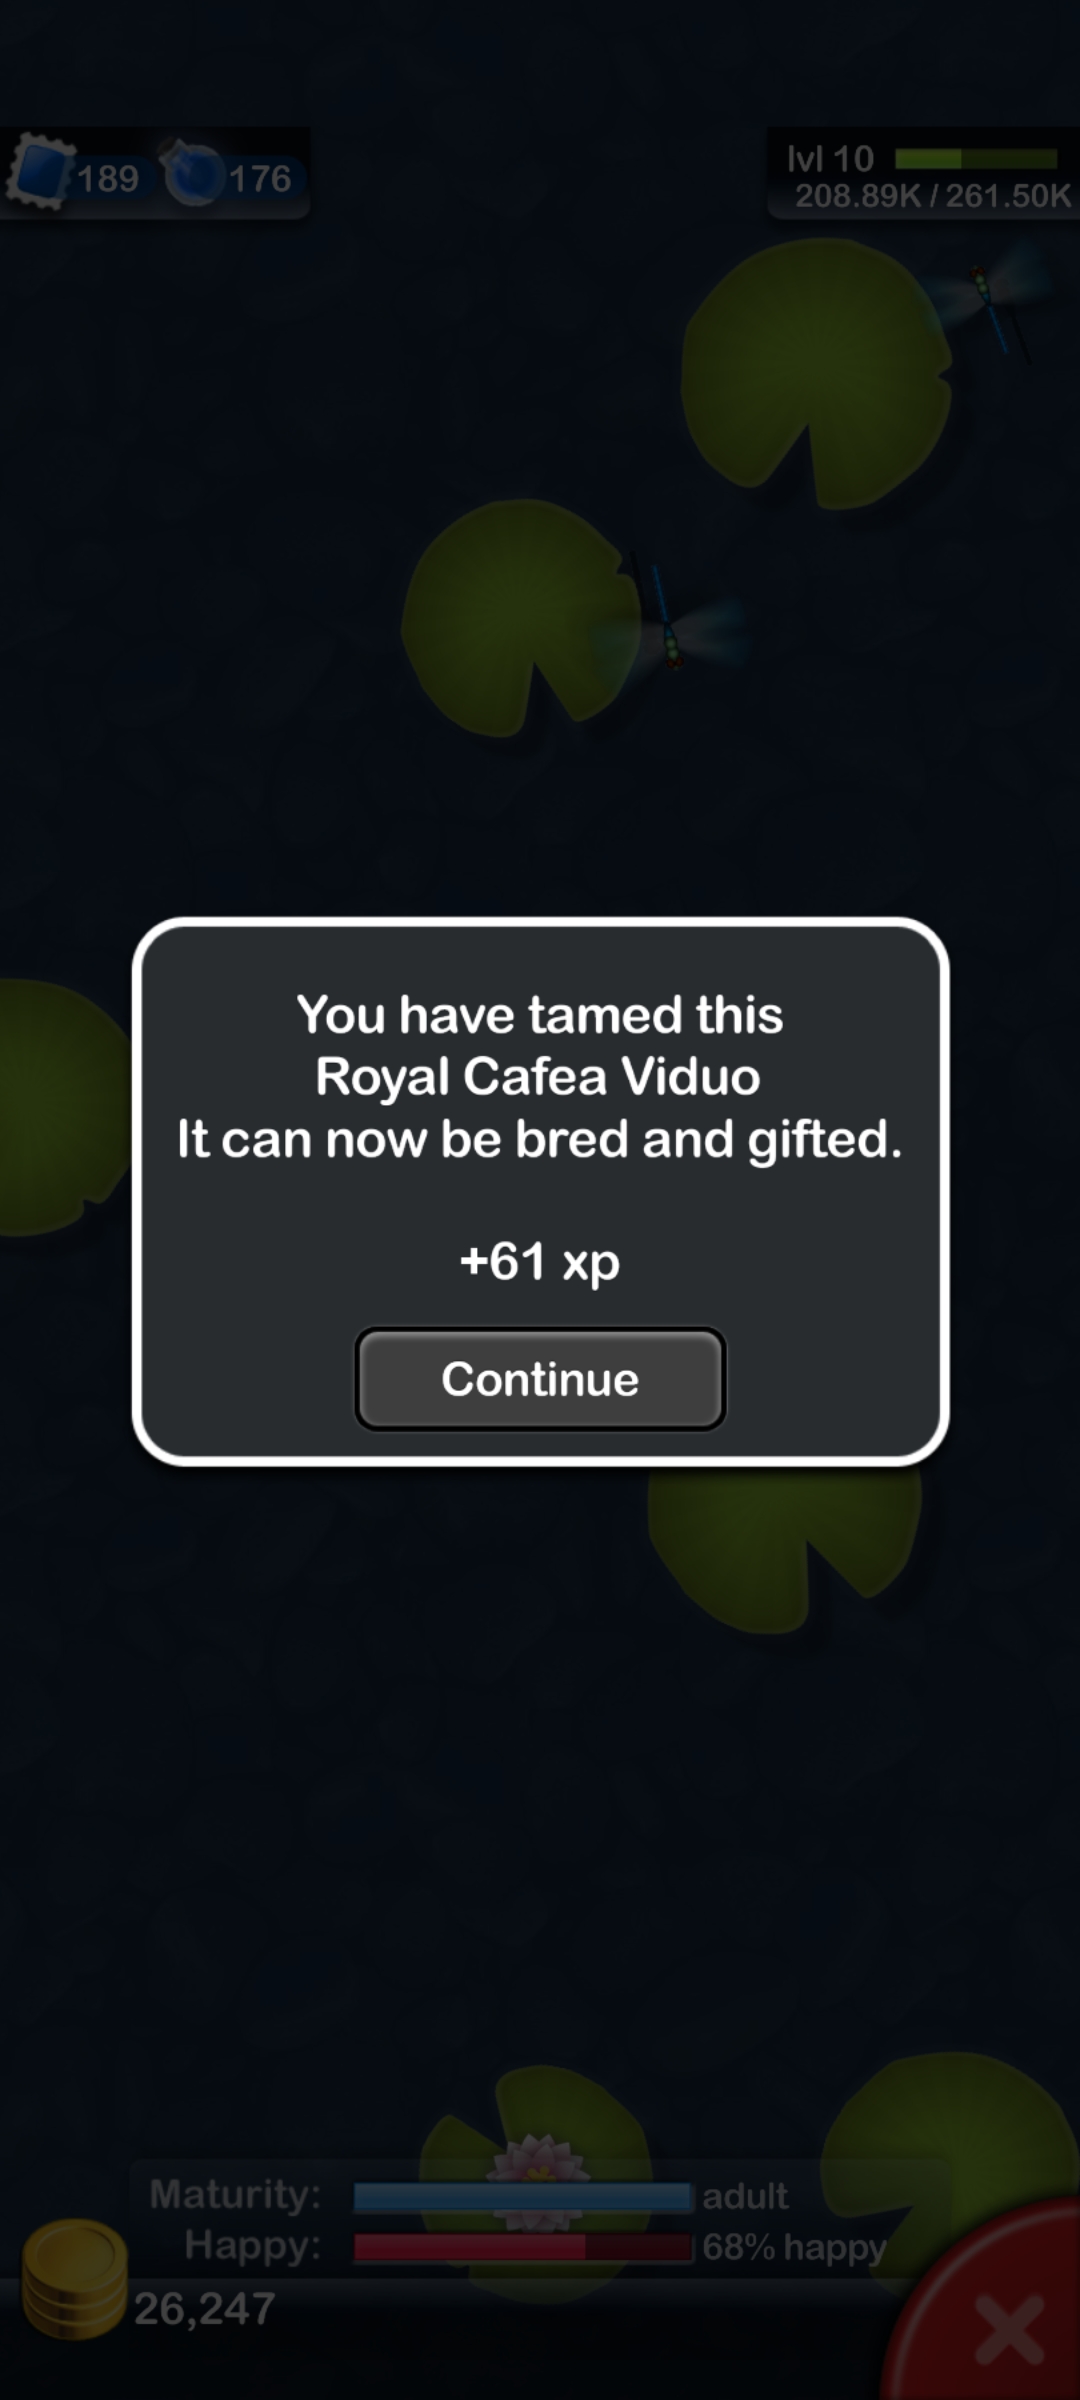 189 176
lvl 10
208.89K / 261.50K
You have tamed this
Royal Cafea Viduo
It can now be bred and gifted.
+61 xp
Continue
Maturity: adult
Happy: 68% happy
26,247